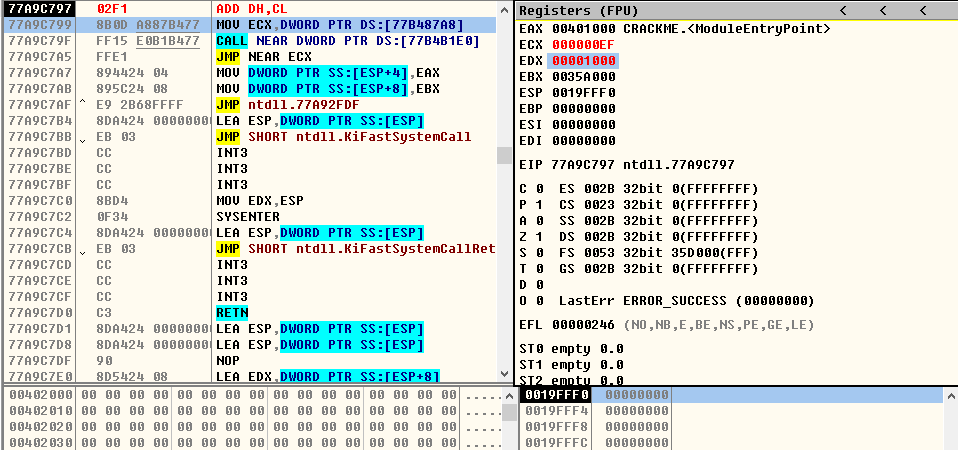 77A9C797 02F1 ADD DH,CL
77A9C799 8B0D A887B477 MOV ECX,DWORD PTR DS:[77B487A8]
77A9C79F FF15 E0B1B477 CALL NEAR DWORD PTR DS:[77B4B1E0]
77A9C7A5 FFE1 JMP NEAR ECX
77A9C7A7 894424 04 MOV DWORD PTR SS:[ESP+4],EAX
77A9C7AB 895C24 08 MOV DWORD PTR SS:[ESP+8],EBX
77A9C7AF ^ E9 2B68FFFF JMP ntdll.77A92FDF
77A9C7B4 8DA424 00000000 LEA ESP,DWORD PTR SS:[ESP]
77A9C7BB EB 03 JMP SHORT ntdll.KiFastSystemCall
77A9C7BD CC INT3
77A9C7BE CC INT3
77A9C7BF CC INT3
77A9C7C0 8BD4 MOV EDX,ESP
77A9C7C2 0F34 SYSENTER
77A9C7C4 8DA424 00000000 LEA ESP,DWORD PTR SS:[ESP]
77A9C7CB EB 03 JMP SHORT ntdll.KiFastSystemCallRet
77A9C7CD CC INT3
77A9C7CE CC INT3
77A9C7CF CC INT3
77A9C7D0 C3 RETN
77A9C7D1 8DA424 00000000 LEA ESP,DWORD PTR SS:[ESP]
77A9C7D8 8DA424 00000000 LEA ESP,DWORD PTR SS:[ESP]
77A9C7DF 90 NOP
77A9C7E0 8D5424 08 LEA EDX,DWORD PTR SS:[ESP+8]
Registers (FPU) < < <
EAX 00401000 CRACKME.<ModuleEntryPoint>
ECX 000000EF
EDX 00001000
EBX 0035A000
ESP 0019FFF0
EBP 00000000
ESI 00000000
EDI 00000000
EIP 77A9C797 ntdll.77A9C797
C 0 ES 002B 32bit 0(FFFFFFFF)
P 1 CS 0023 32bit 0(FFFFFFFF)
A 0 SS 002B 32bit 0(FFFFFFFF)
Z 1 DS 002B 32bit 0(FFFFFFFF)
S 0 FS 0053 32bit 35D000(FFF)
T 0 GS 002B 32bit 0(FFFFFFFF)
D 0
O 0 LastErr ERROR_SUCCESS (00000000)
EFL 00000246 (NO,NB,E,BE,NS,PE,GE,LE)
ST0 empty 0.0
ST1 empty 0.0
ST2 empty 0.0
00402000 00 00 00 00 00 00 00 00 00 00 00 00 00 00 00 00 .....
00402010 00 00 00 00 00 00 00 00 00 00 00 00 00 00 00 00 .....
00402020 00 00 00 00 00 00 00 00 00 00 00 00 00 00 00 00 .....
00402030 00 00 00 00 00 00 00 00 00 00 00 00 00 00 00 00 .....
0019FFF0 00000000
0019FFF4 00000000
0019FFF8 00000000
0019FFFC 00000000